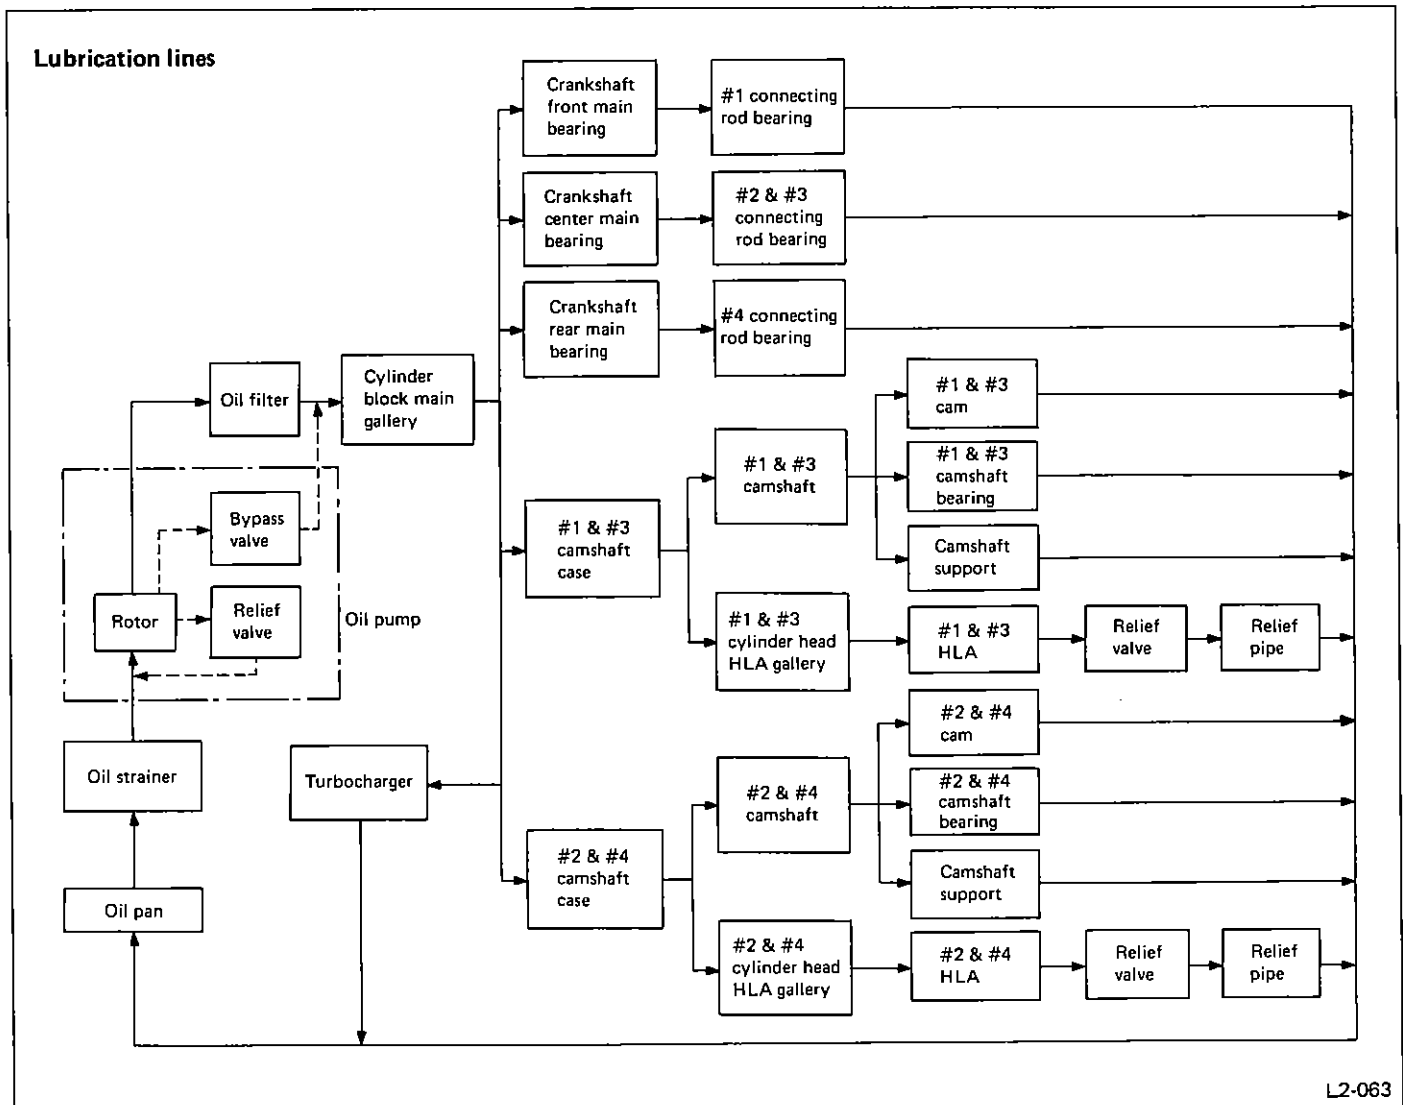 Lubrication lines
Crankshaft
front main
bearing
#1 connecting
rod bearing
Crankshaft
center main
bearing
#2 & #3
connecting
rod bearing
Crankshaft
rear main
bearing
#4 connecting
rod bearing
Oil filter
Cylinder
block main
gallery
#1 & #3
cam
#1 & #3
camshaft
#1 & #3
camshaft
bearing
Bypass
valve
#1 & #3
camshaft
case
Camshaft
support
Rotor
Relief
valve
Oil pump
#1 & #3
cylinder head
HLA gallery
#1 & #3
HLA
Relief
valve
Relief
pipe
#2 & #4
cam
Oil strainer
Turbocharger
#2 & #4
camshaft
#2 & #4
camshaft
bearing
#2 & #4
camshaft
case
Camshaft
support
Oil pan
#2 & #4
cylinder head
HLA gallery
#2 & #4
HLA
Relief
valve
Relief
pipe
L2-063